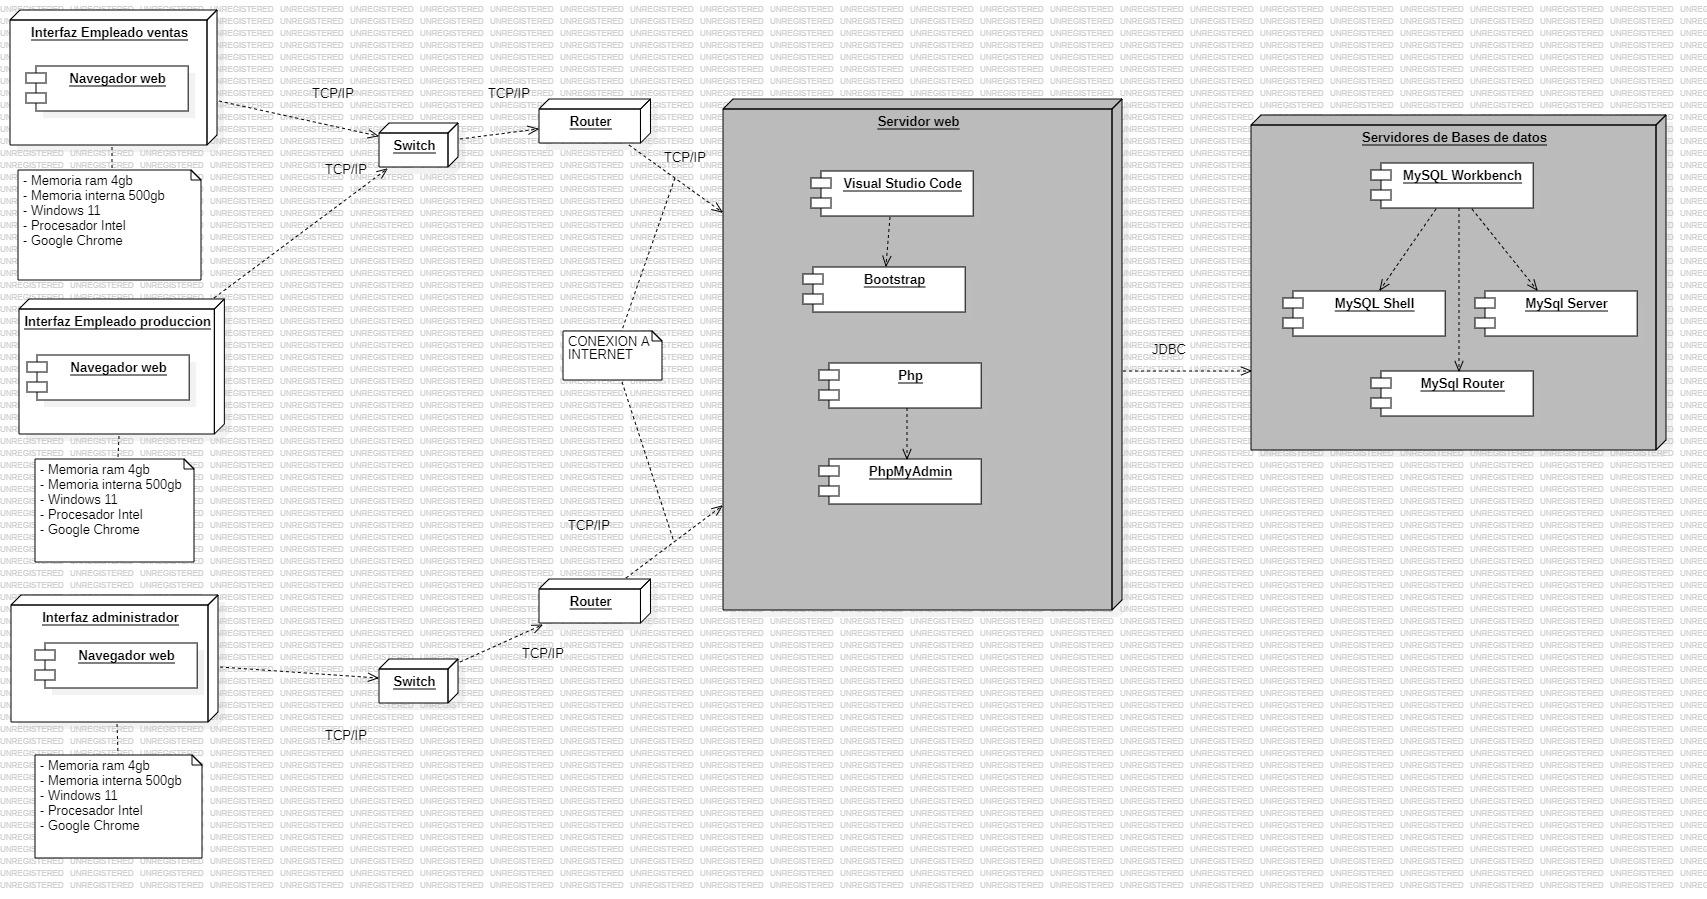 Interfaz Empleado ventas
Navegador web
- Memoria ram 4gb
- Memoria interna 500gb
- Windows 11
- Procesador Intel
- Google Chrome
Interfaz Empleado produccion
Navegador web
- Memoria ram 4gb
- Memoria interna 500gb
- Windows 11
- Procesador Intel
- Google Chrome
Interfaz administrador
Navegador web
- Memoria ram 4gb
- Memoria interna 500gb
- Windows 11
- Procesador Intel
- Google Chrome
TCP/IP
Switch
TCP/IP
TCP/IP
Router
TCP/IP
CONEXION A
INTERNET
TCP/IP
Router
TCP/IP
Switch
TCP/IP
Servidor web
Visual Studio Code
Bootstrap
Php
PhpMyAdmin
JDBC
Servidores de Bases de datos
MySQL Workbench
MySQL Shell
MySql Server
MySql Router
UNREGISTERED